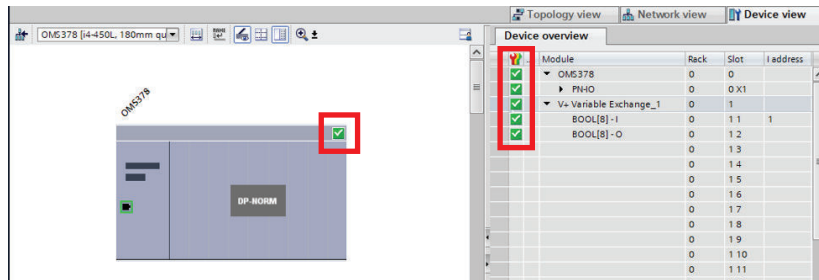 Topology view Network view Device view
OMS378 [i4-450L, 180mm qu
Device overview
... Module Rack Slot I address
OMS378 0 0
PN-IO 0 0 X1
V+ Variable Exchange_1 0 1
BOOL[8] - I 0 1 1 1
BOOL[8] - O 0 1 2
0 1 3
0 1 4
0 1 5
0 1 6
0 1 7
0 1 8
0 1 9
0 1 10
0 1 11
OMS378
DP-NORM